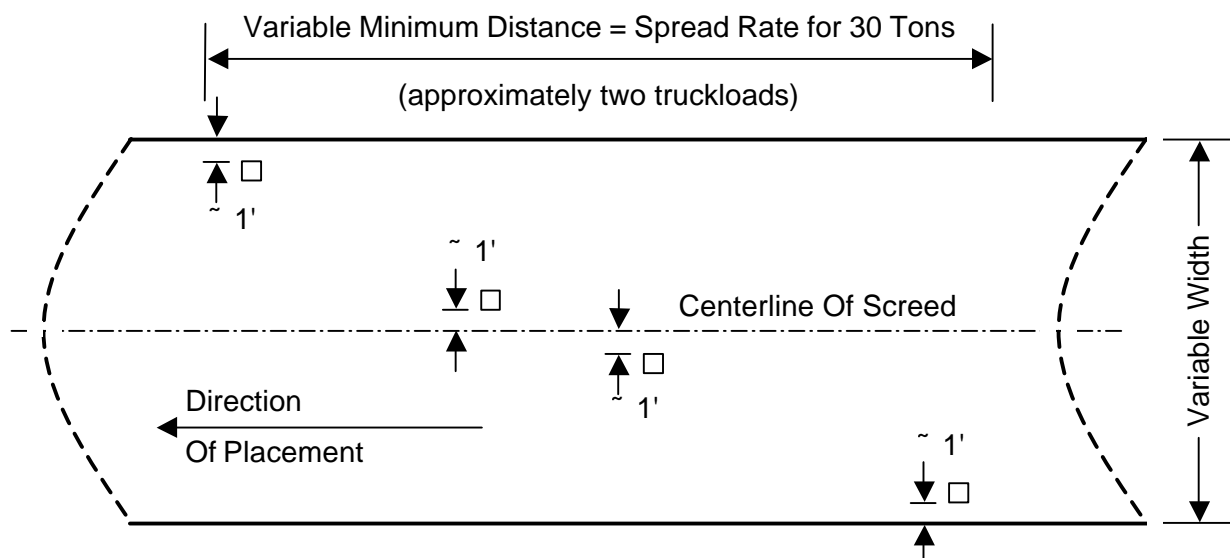 Variable Minimum Distance = Spread Rate for 30 Tons
(approximately two truckloads)
~ 1'
~ 1'
Centerline Of Screed
~ 1'
Direction
Of Placement
~ 1'
Variable Width